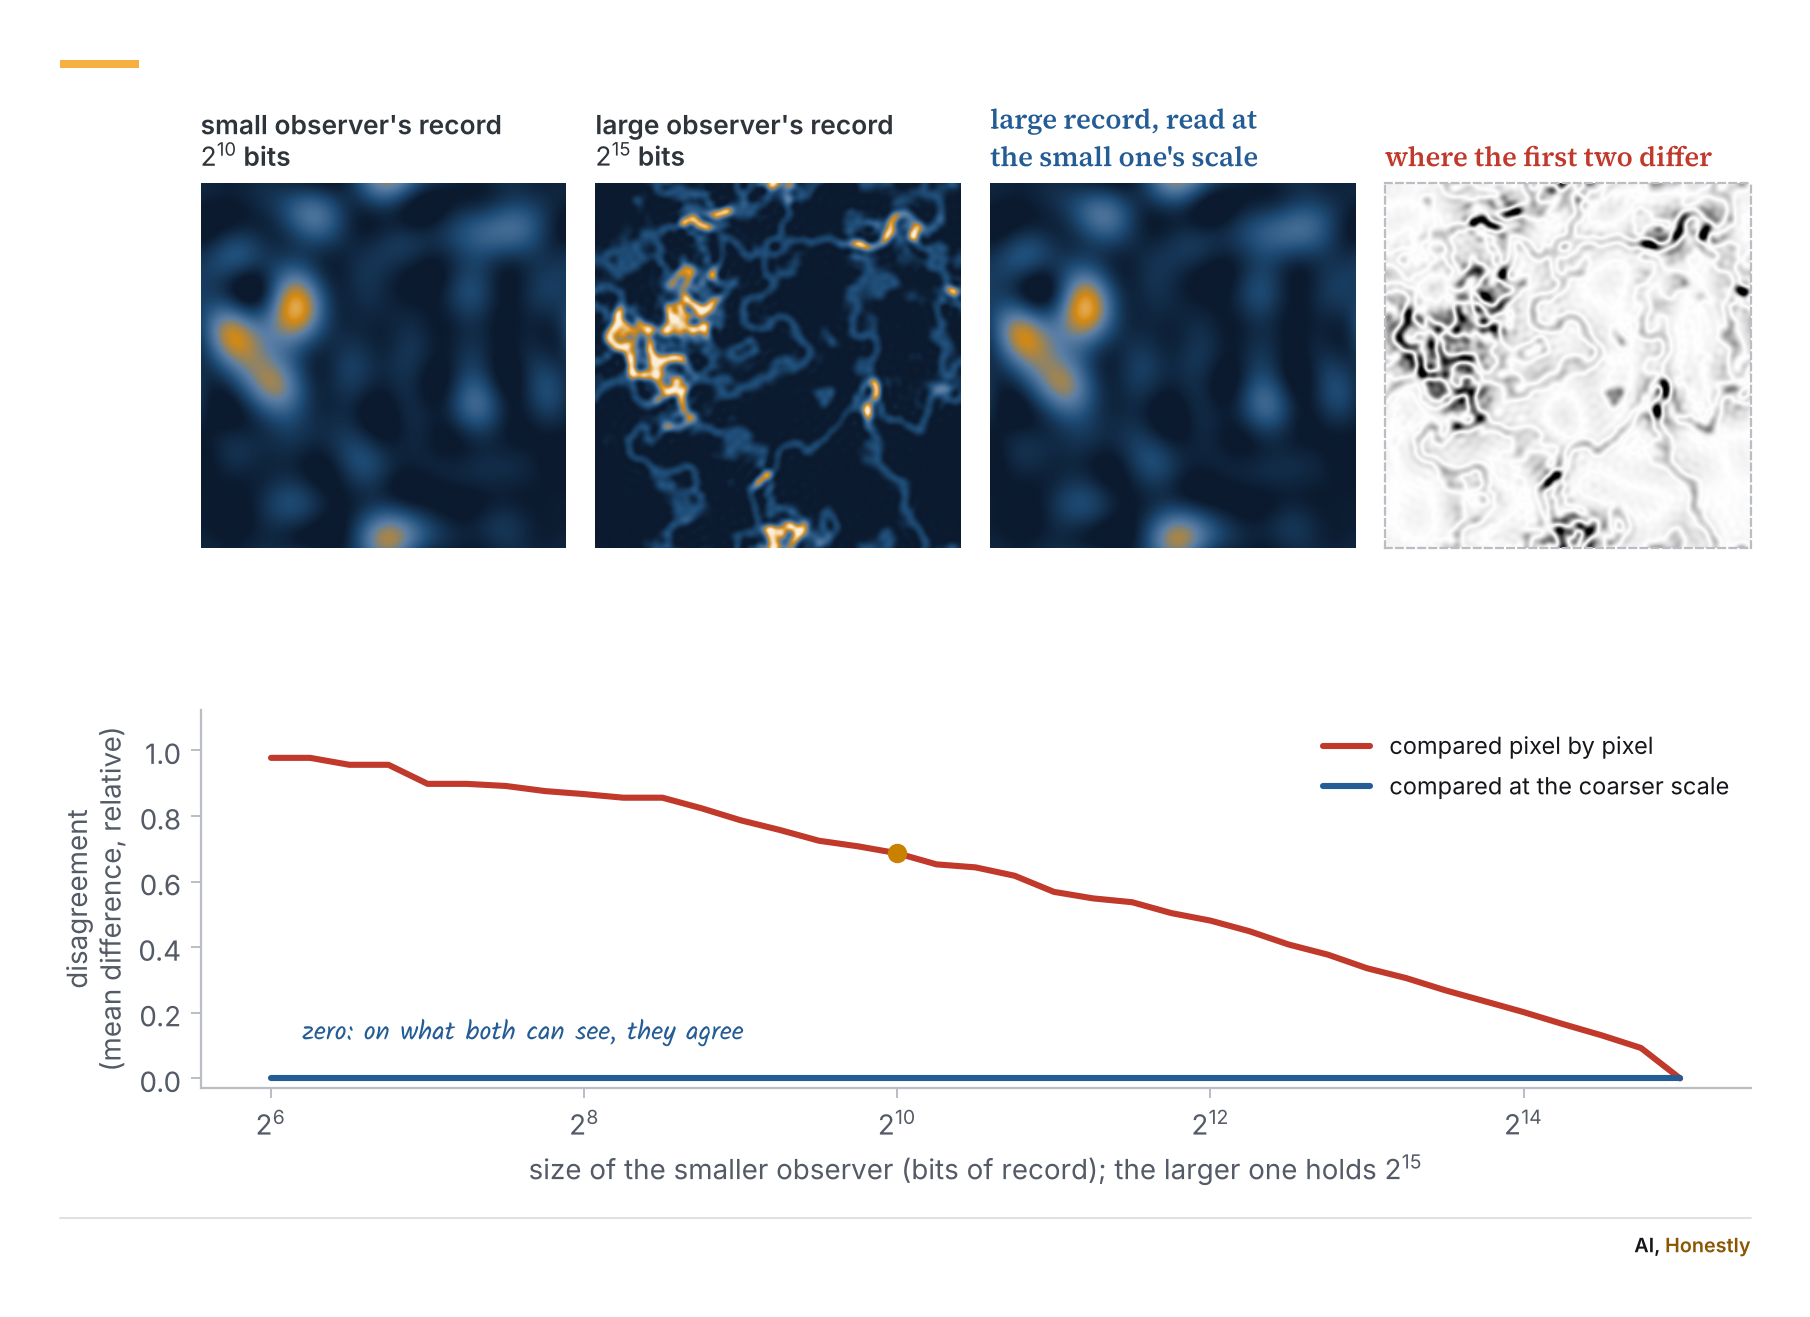 small observer's record
2¹⁰ bits
large observer's record
2¹⁵ bits
large record, read at
the small one's scale
where the first two differ
disagreement
(mean difference, relative)
1.0
0.8
0.6
0.4
0.2
0.0
compared pixel by pixel
compared at the coarser scale
zero: on what both can see, they agree
2⁶
2⁸
2¹⁰
2¹²
2¹⁴
size of the smaller observer (bits of record); the larger one holds 2¹⁵
AI, Honestly